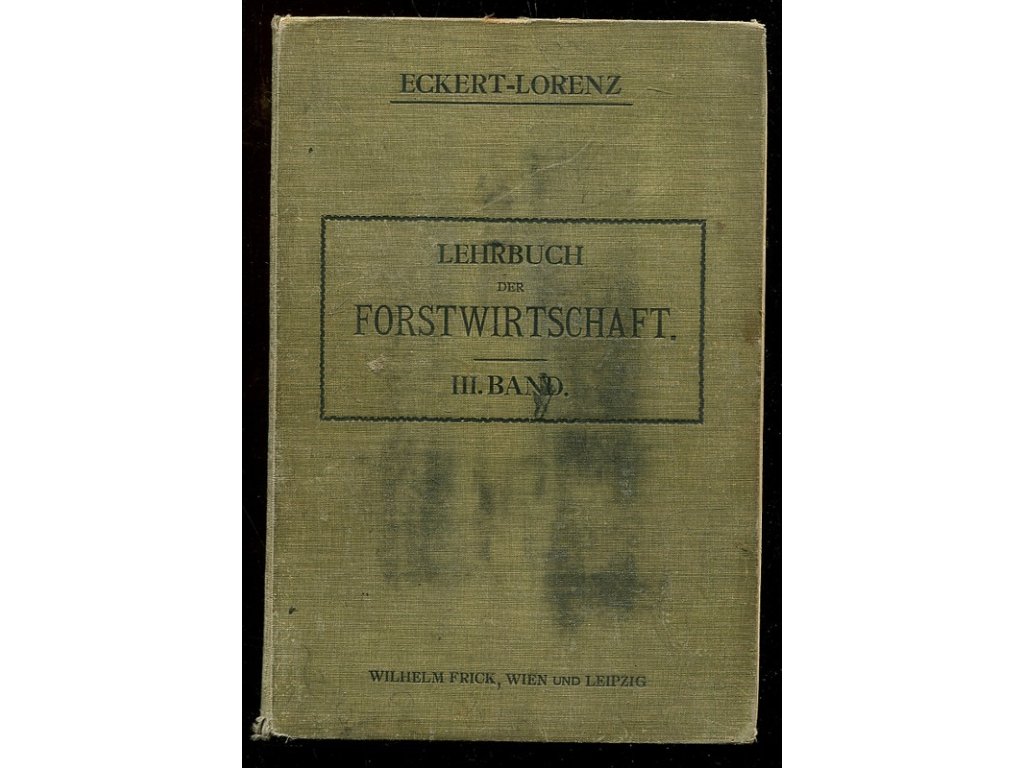 ECKERT-LORENZ
LEHRBUCH
DER
FORSTWIRTSCHAFT.
III. BAND.
WILHELM FRICK, WIEN UND LEIPZIG